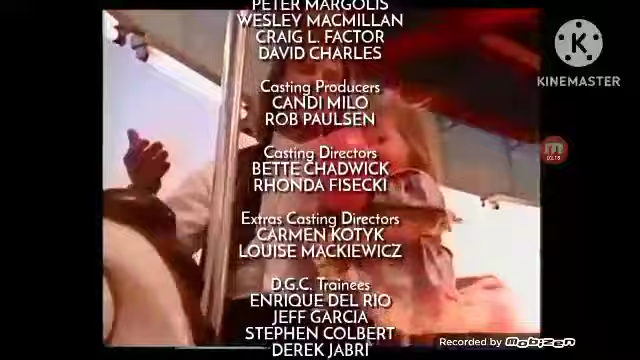 PETER MARGOLIS
WESLEY MACMILLAN
CRAIG L. FACTOR
DAVID CHARLES
Casting Producers
CANDI MILO
ROB PAULSEN
Casting Directors
BETTE CHADWICK
RHONDA FISECKI
Extras Casting Directors
CARMEN KOTYK
LOUISE MACKIEWICZ
D.G.C. Trainees
ENRIQUE DEL RIO
JEFF GARCIA
STEPHEN COLBERT
DEREK JABRI
KINEMASTER
02:18
Recorded by Mobizen